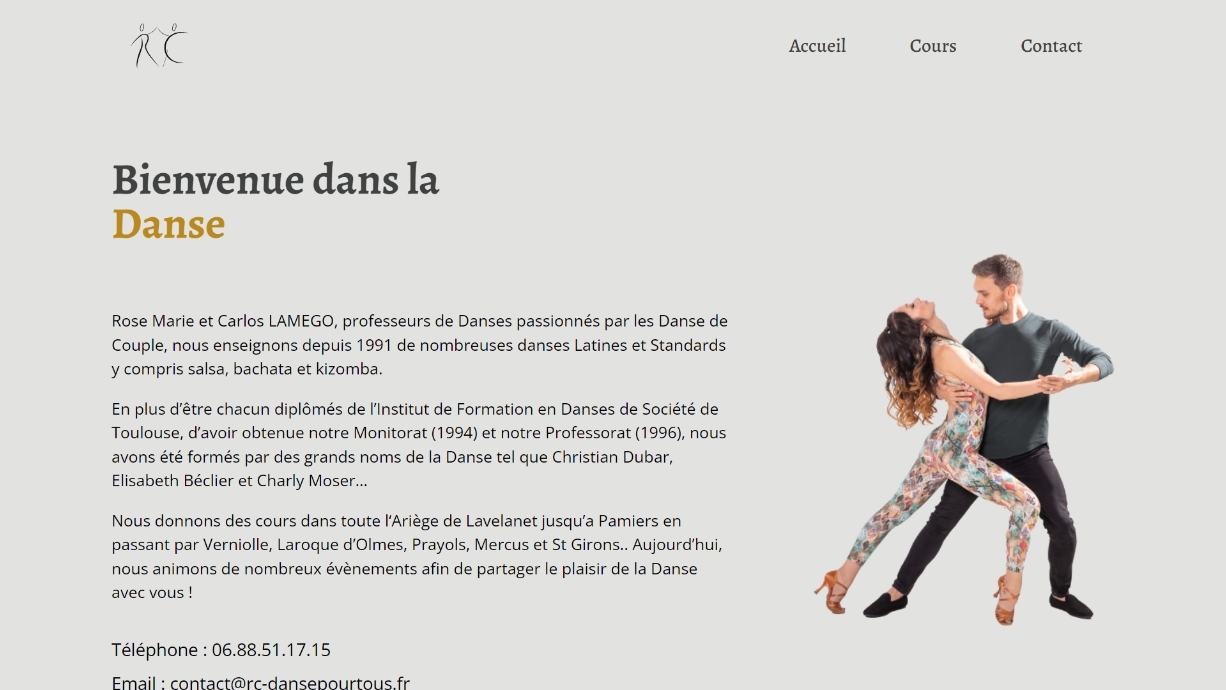 RC
Accueil
Cours
Contact
Bienvenue dans la
Danse
Rose Marie et Carlos LAMEGO, professeurs de Danses passionnés par les Danse de
Couple, nous enseignons depuis 1991 de nombreuses danses Latines et Standards
y compris salsa, bachata et kizomba.
En plus d’être chacun diplômés de l’Institut de Formation en Danses de Société de
Toulouse, d’avoir obtenue notre Monitorat (1994) et notre Professorat (1996), nous
avons été formés par des grands noms de la Danse tel que Christian Dubar,
Elisabeth Béclier et Charly Moser…
Nous donnons des cours dans toute l’Ariège de Lavelanet jusqu’a Pamiers en
passant par Verniolle, Laroque d’Olmes, Prayols, Mercus et St Girons.. Aujourd’hui,
nous animons de nombreux évènements afin de partager le plaisir de la Danse
avec vous !
Téléphone : 06.88.51.17.15
Email : contact@rc-dansepourtous.fr